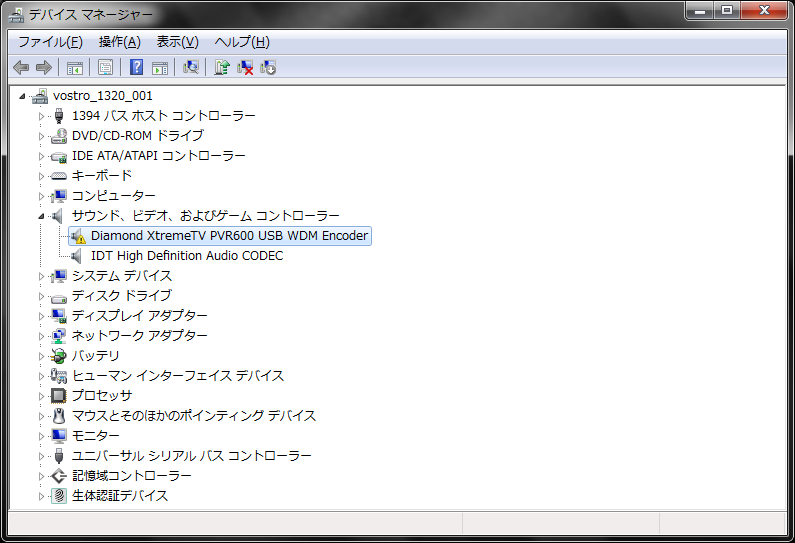 デバイス マネージャー
ファイル(F) 操作(A) 表示(V) ヘルプ(H)
vostro_1320_001
1394 バス ホスト コントローラー
DVD/CD-ROM ドライブ
IDE ATA/ATAPI コントローラー
キーボード
コンピューター
サウンド、ビデオ、およびゲーム コントローラー
Diamond XtremeTV PVR600 USB WDM Encoder
IDT High Definition Audio CODEC
システム デバイス
ディスク ドライブ
ディスプレイ アダプター
ネットワーク アダプター
バッテリ
ヒューマン インターフェイス デバイス
プロセッサ
マウスとそのほかのポインティング デバイス
モニター
ユニバーサル シリアル バス コントローラー
記憶域コントローラー
生体認証デバイス